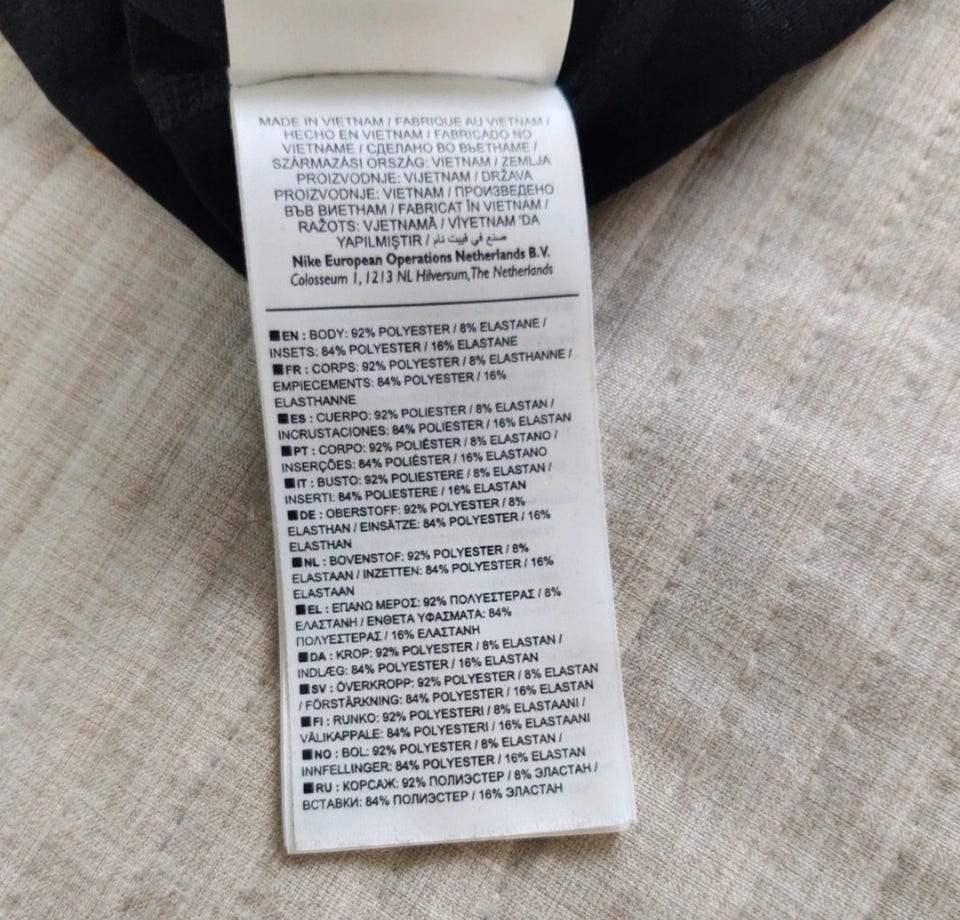 MADE IN VIETNAM / FABRIQUE AU VIETNAM /
HECHO EN VIETNAM / FABRICADO NO
VIETNAME / СДЕЛАНО ВО ВЬЕТНАМЕ /
SZÁRMAZÁSI ORSZÁG: VIETNAM / ZEMLJA
PROIZVODNJE: VIJETNAM / DRŽAVA
PROIZVODNJE: VIETNAM / ПРОИЗВЕДЕНО
ВЪВ ВИЕТНАМ / FABRICAT ÎN VIETNAM /
RAŽOTS: VJETNAMĀ / VİYETNAM 'DA
YAPILMIŞTIR / صنع في فييت نام
Nike European Operations Netherlands B.V.
Colosseum 1, 1213 NL Hilversum, The Netherlands
EN : BODY: 92% POLYESTER / 8% ELASTANE /
INSETS: 84% POLYESTER / 16% ELASTANE
FR : CORPS: 92% POLYESTER / 8% ELASTHANNE /
EMPIECEMENTS: 84% POLYESTER / 16%
ELASTHANNE
ES : CUERPO: 92% POLIESTER / 8% ELASTAN /
INCRUSTACIONES: 84% POLIESTER / 16% ELASTAN
PT : CORPO: 92% POLIÉSTER / 8% ELASTANO /
INSERÇÕES: 84% POLIÉSTER / 16% ELASTANO
IT : BUSTO: 92% POLIESTERE / 8% ELASTAN /
INSERTI: 84% POLIESTERE / 16% ELASTAN
DE : OBERSTOFF: 92% POLYESTER / 8%
ELASTHAN / EINSÄTZE: 84% POLYESTER / 16%
ELASTHAN
NL : BOVENSTOF: 92% POLYESTER / 8%
ELASTAAN / INZETTEN: 84% POLYESTER / 16%
ELASTAAN
EL : ΕΠΑΝΩ ΜΕΡΟΣ: 92% ΠΟΛΥΕΣΤΕΡΑΣ / 8%
ΕΛΑΣΤΑΝΗ / ΕΝΘΕΤΑ ΥΦΑΣΜΑΤΑ: 84%
ΠΟΛΥΕΣΤΕΡΑΣ / 16% ΕΛΑΣΤΑΝΗ
DA : KROP: 92% POLYESTER / 8% ELASTAN /
INDLÆG: 84% POLYESTER / 16% ELASTAN
SV : ÖVERKROPP: 92% POLYESTER / 8% ELASTAN
/ FÖRSTÄRKNING: 84% POLYESTER / 16% ELASTAN
FI : RUNKO: 92% POLYESTERI / 8% ELASTAANI /
VÄLIKAPPALE: 84% POLYESTERI / 16% ELASTAANI
NO : BOL: 92% POLYESTER / 8% ELASTAN /
INNFELLINGER: 84% POLYESTER / 16% ELASTAN
RU : КОРСАЖ: 92% ПОЛИЭСТЕР / 8% ЭЛАСТАН /
ВСТАВКИ: 84% ПОЛИЭСТЕР / 16% ЭЛАСТАН